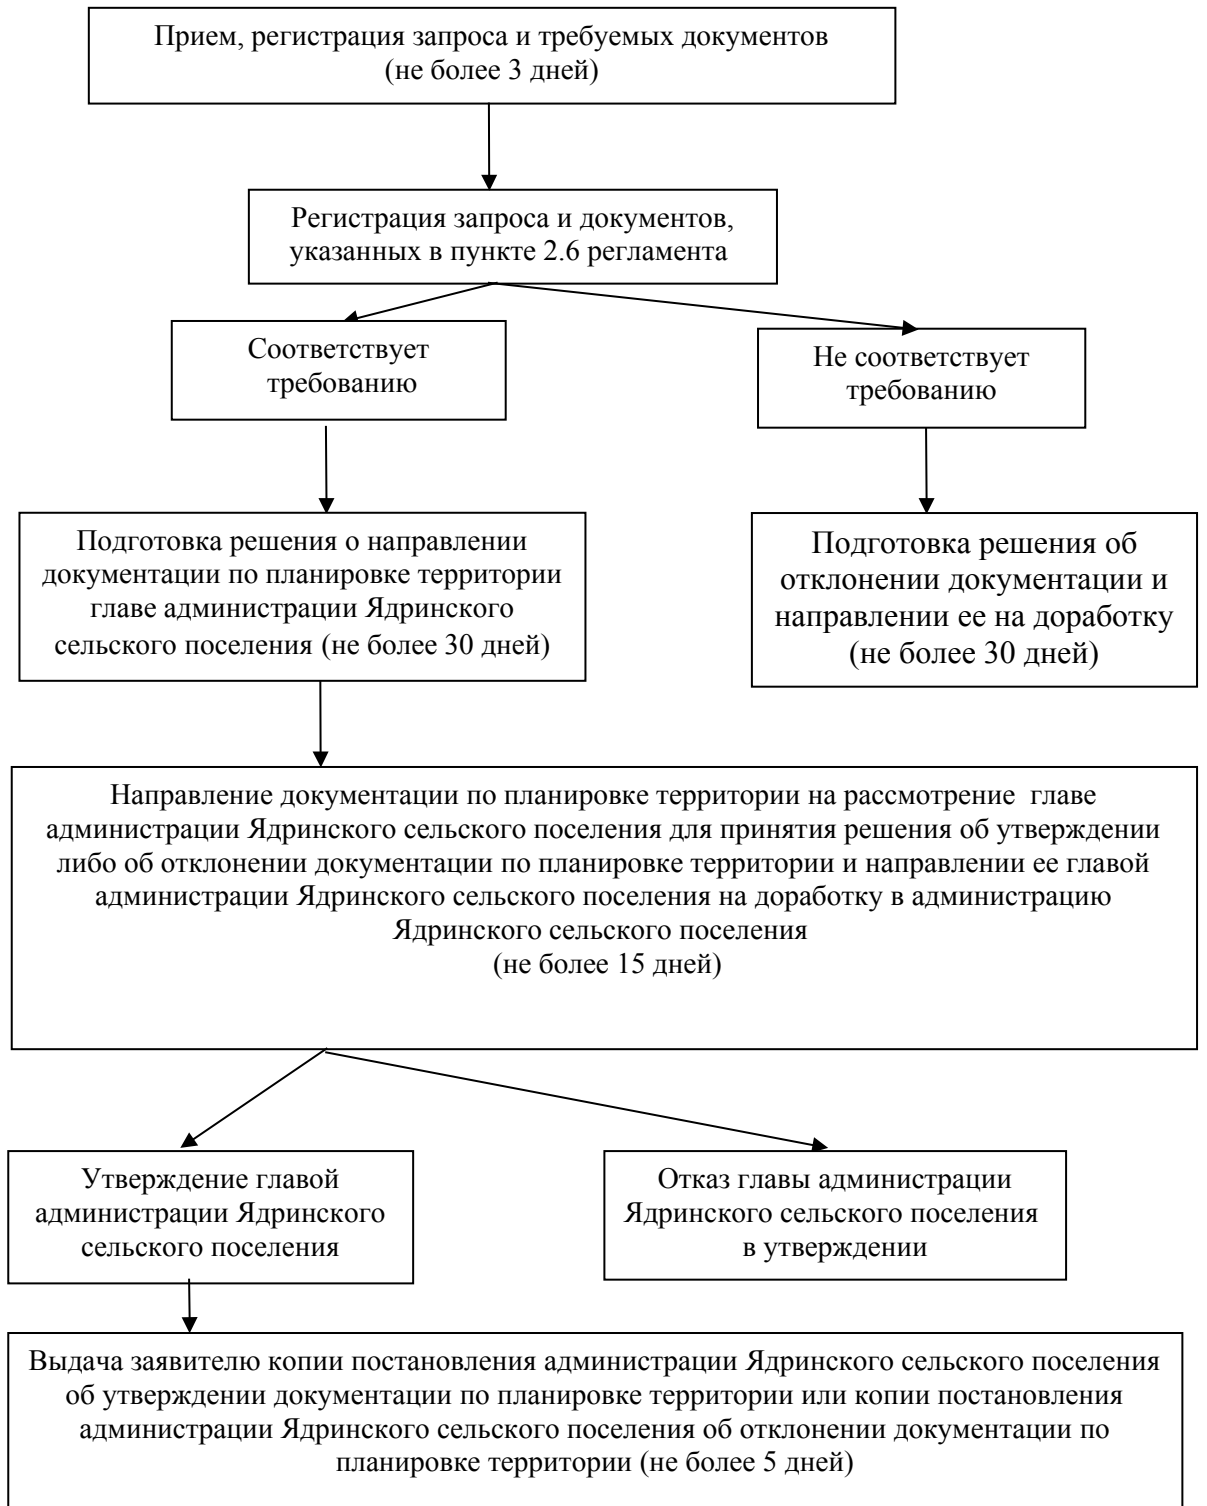 Прием, регистрация запроса и требуемых документов
(не более 3 дней)
Регистрация запроса и документов,
указанных в пункте 2.6 регламента
Соответствует
требованию
Не соответствует
требованию
Подготовка решения о направлении
документации по планировке территории
главе администрации Ядринского
сельского поселения (не более 30 дней)
Подготовка решения об
отклонении документации и
направлении ее на доработку
(не более 30 дней)
Направление документации по планировке территории на рассмотрение  главе
администрации Ядринского сельского поселения для принятия решения об утверждении
либо об отклонении документации по планировке территории и направлении ее главой
администрации Ядринского сельского поселения на доработку в администрацию
Ядринского сельского поселения
(не более 15 дней)
Утверждение главой
администрации Ядринского
сельского поселения
Отказ главы администрации
Ядринского сельского поселения
в утверждении
Выдача заявителю копии постановления администрации Ядринского сельского поселения
об утверждении документации по планировке территории или копии постановления
администрации Ядринского сельского поселения об отклонении документации по
планировке территории (не более 5 дней)